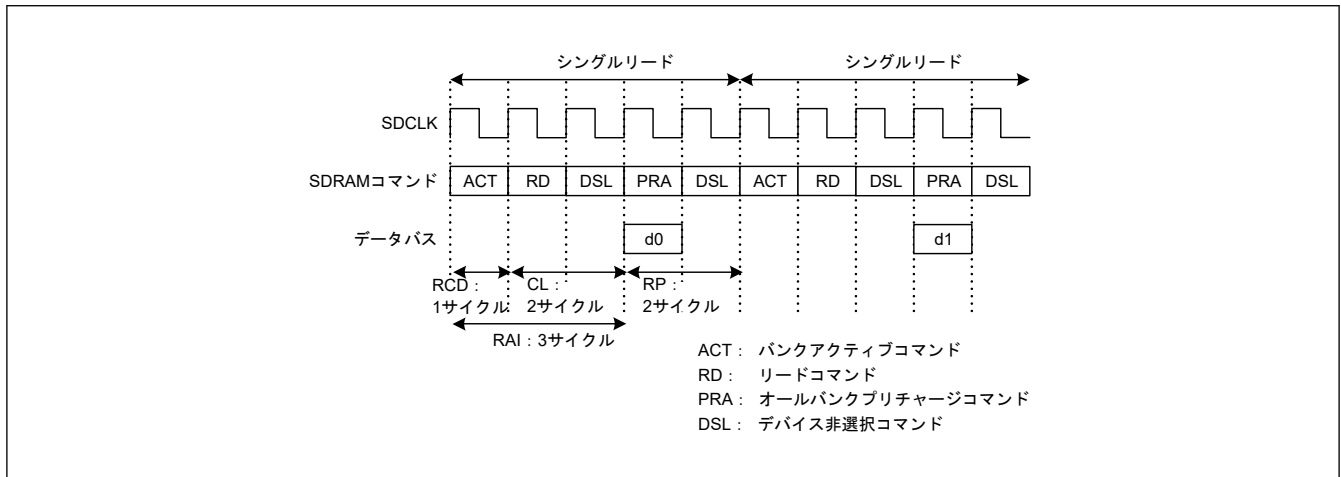 シングルリード シングルリード
SDCLK
SDRAMコマンド ACT RD DSL PRA DSL ACT RD DSL PRA DSL
データバス d0 d1
RCD： CL： RP：
1サイクル 2サイクル 2サイクル
RAI：3サイクル
ACT： バンクアクティブコマンド
RD： リードコマンド
PRA： オールバンクプリチャージコマンド
DSL： デバイス非選択コマンド